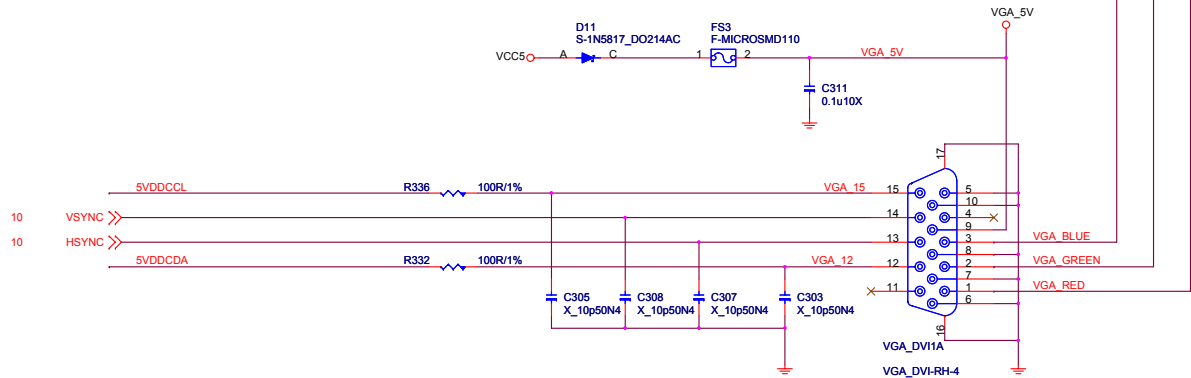 VGA_5V
D11
S-1N5817_DO214AC
FS3
F-MICROSMD110
VCC5
A
C
1
2
VGA_5V
C311
0.1u10X
17
5VDDCCL
R336
100R/1%
VGA_15
15
5
10
10
VSYNC
14
4
9
10
HSYNC
13
3
VGA_BLUE
8
5VDDCDA
R332
100R/1%
VGA_12
12
2
VGA_GREEN
7
11
1
VGA_RED
6
C305
X_10p50N4
C308
X_10p50N4
C307
X_10p50N4
C303
X_10p50N4
16
VGA_DVI1A
VGA_DVI-RH-4